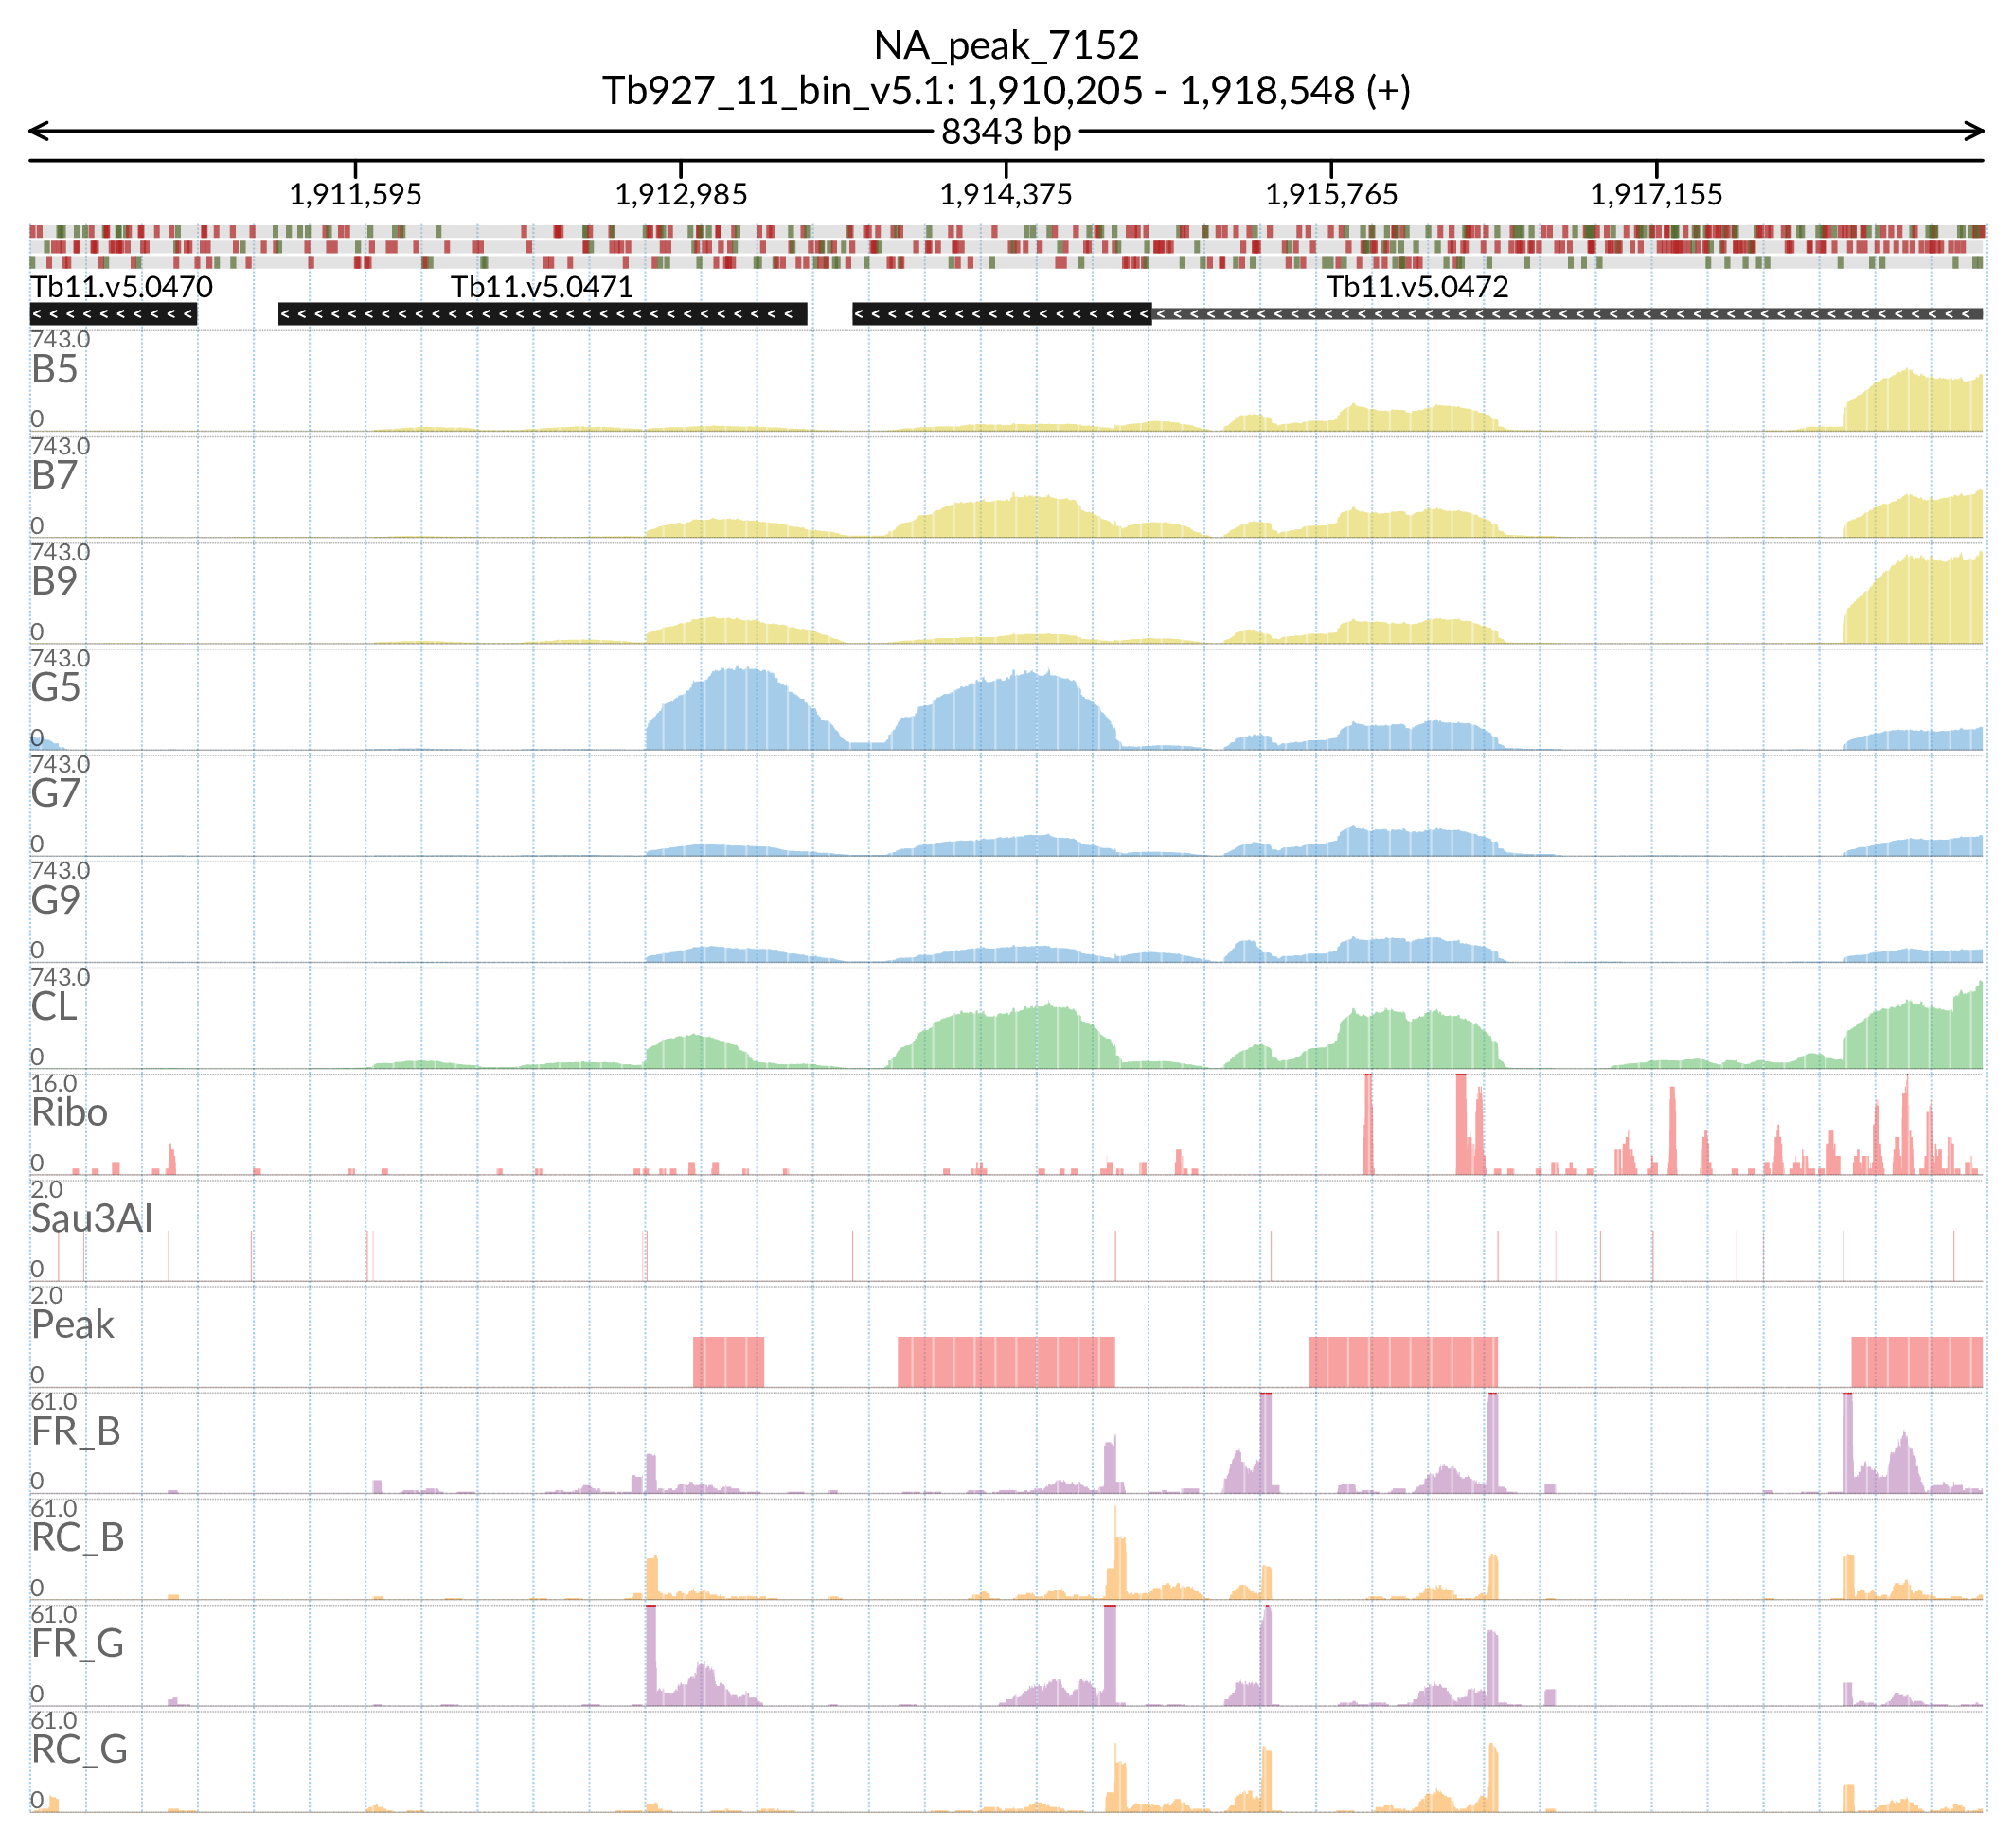 NA_peak_7152
Tb927_11_bin_v5.1: 1,910,205 - 1,918,548 (+)
8343 bp
1,911,595 1,912,985 1,914,375 1,915,765 1,917,155
Tb11.v5.0470 Tb11.v5.0471 Tb11.v5.0472
743.0
B5
0
743.0
B7
0
743.0
B9
0
743.0
G5
0
743.0
G7
0
743.0
G9
0
743.0
CL
0
16.0
Ribo
0
2.0
Sau3AI
0
2.0
Peak
0
61.0
FR_B
0
61.0
RC_B
0
61.0
FR_G
0
61.0
RC_G
0